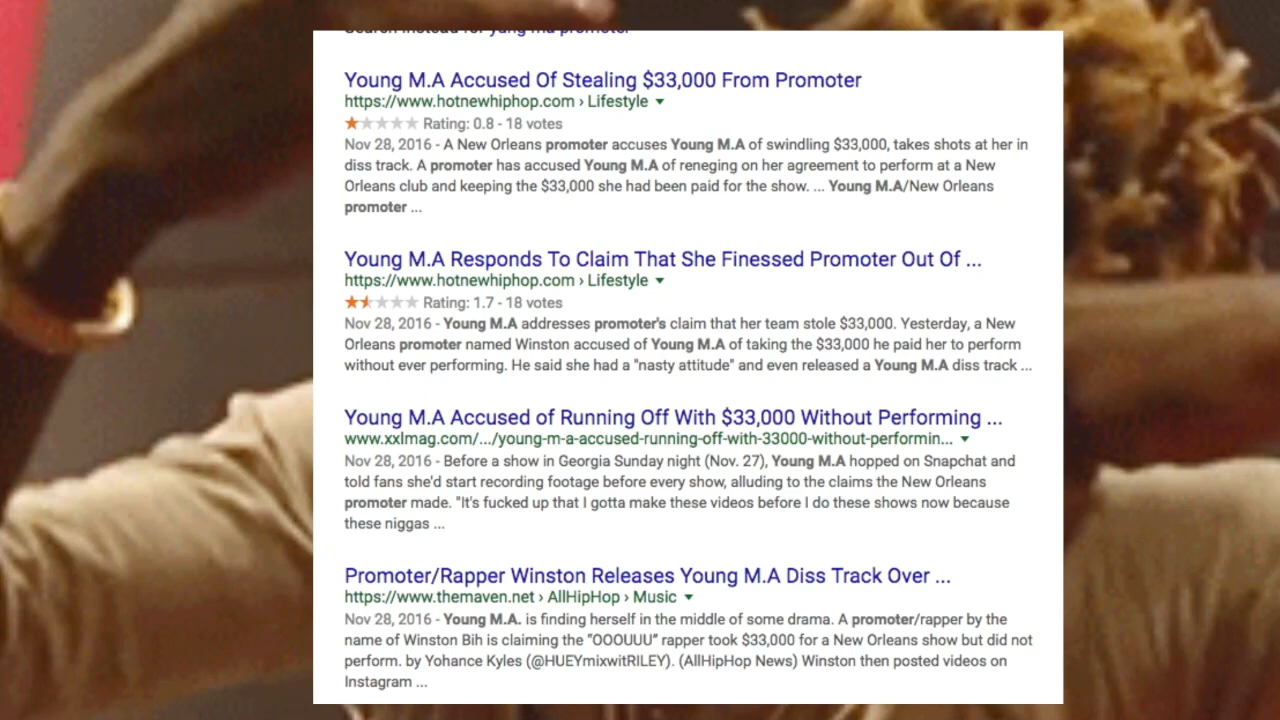 Search instead for yung ma promoter
Young M.A Accused Of Stealing $33,000 From Promoter
https://www.hotnewhiphop.com › Lifestyle ▼
Rating: 0.8 - 18 votes
Nov 28, 2016 - A New Orleans promoter accuses Young M.A of swindling $33,000, takes shots at her in
diss track. A promoter has accused Young M.A of reneging on her agreement to perform at a New
Orleans club and keeping the $33,000 she had been paid for the show. ... Young M.A/New Orleans
promoter ...
Young M.A Responds To Claim That She Finessed Promoter Out Of ...
https://www.hotnewhiphop.com › Lifestyle ▼
Rating: 1.7 - 18 votes
Nov 28, 2016 - Young M.A addresses promoter's claim that her team stole $33,000. Yesterday, a New
Orleans promoter named Winston accused of Young M.A of taking the $33,000 he paid her to perform
without ever performing. He said she had a "nasty attitude" and even released a Young M.A diss track ...
Young M.A Accused of Running Off With $33,000 Without Performing ...
www.xxlmag.com/.../young-m-a-accused-running-off-with-33000-without-performin... ▼
Nov 28, 2016 - Before a show in Georgia Sunday night (Nov. 27), Young M.A hopped on Snapchat and
told fans she'd start recording footage before every show, alluding to the claims the New Orleans
promoter made. "It's fucked up that I gotta make these videos before I do these shows now because
these niggas ...
Promoter/Rapper Winston Releases Young M.A Diss Track Over ...
https://www.themaven.net › AllHipHop › Music ▼
Nov 28, 2016 - Young M.A. is finding herself in the middle of some drama. A promoter/rapper by the
name of Winston Bih is claiming the “OOOUUU” rapper took $33,000 for a New Orleans show but did not
perform. by Yohance Kyles (@HUEYmixwitRILEY). (AllHipHop News) Winston then posted videos on
Instagram ...